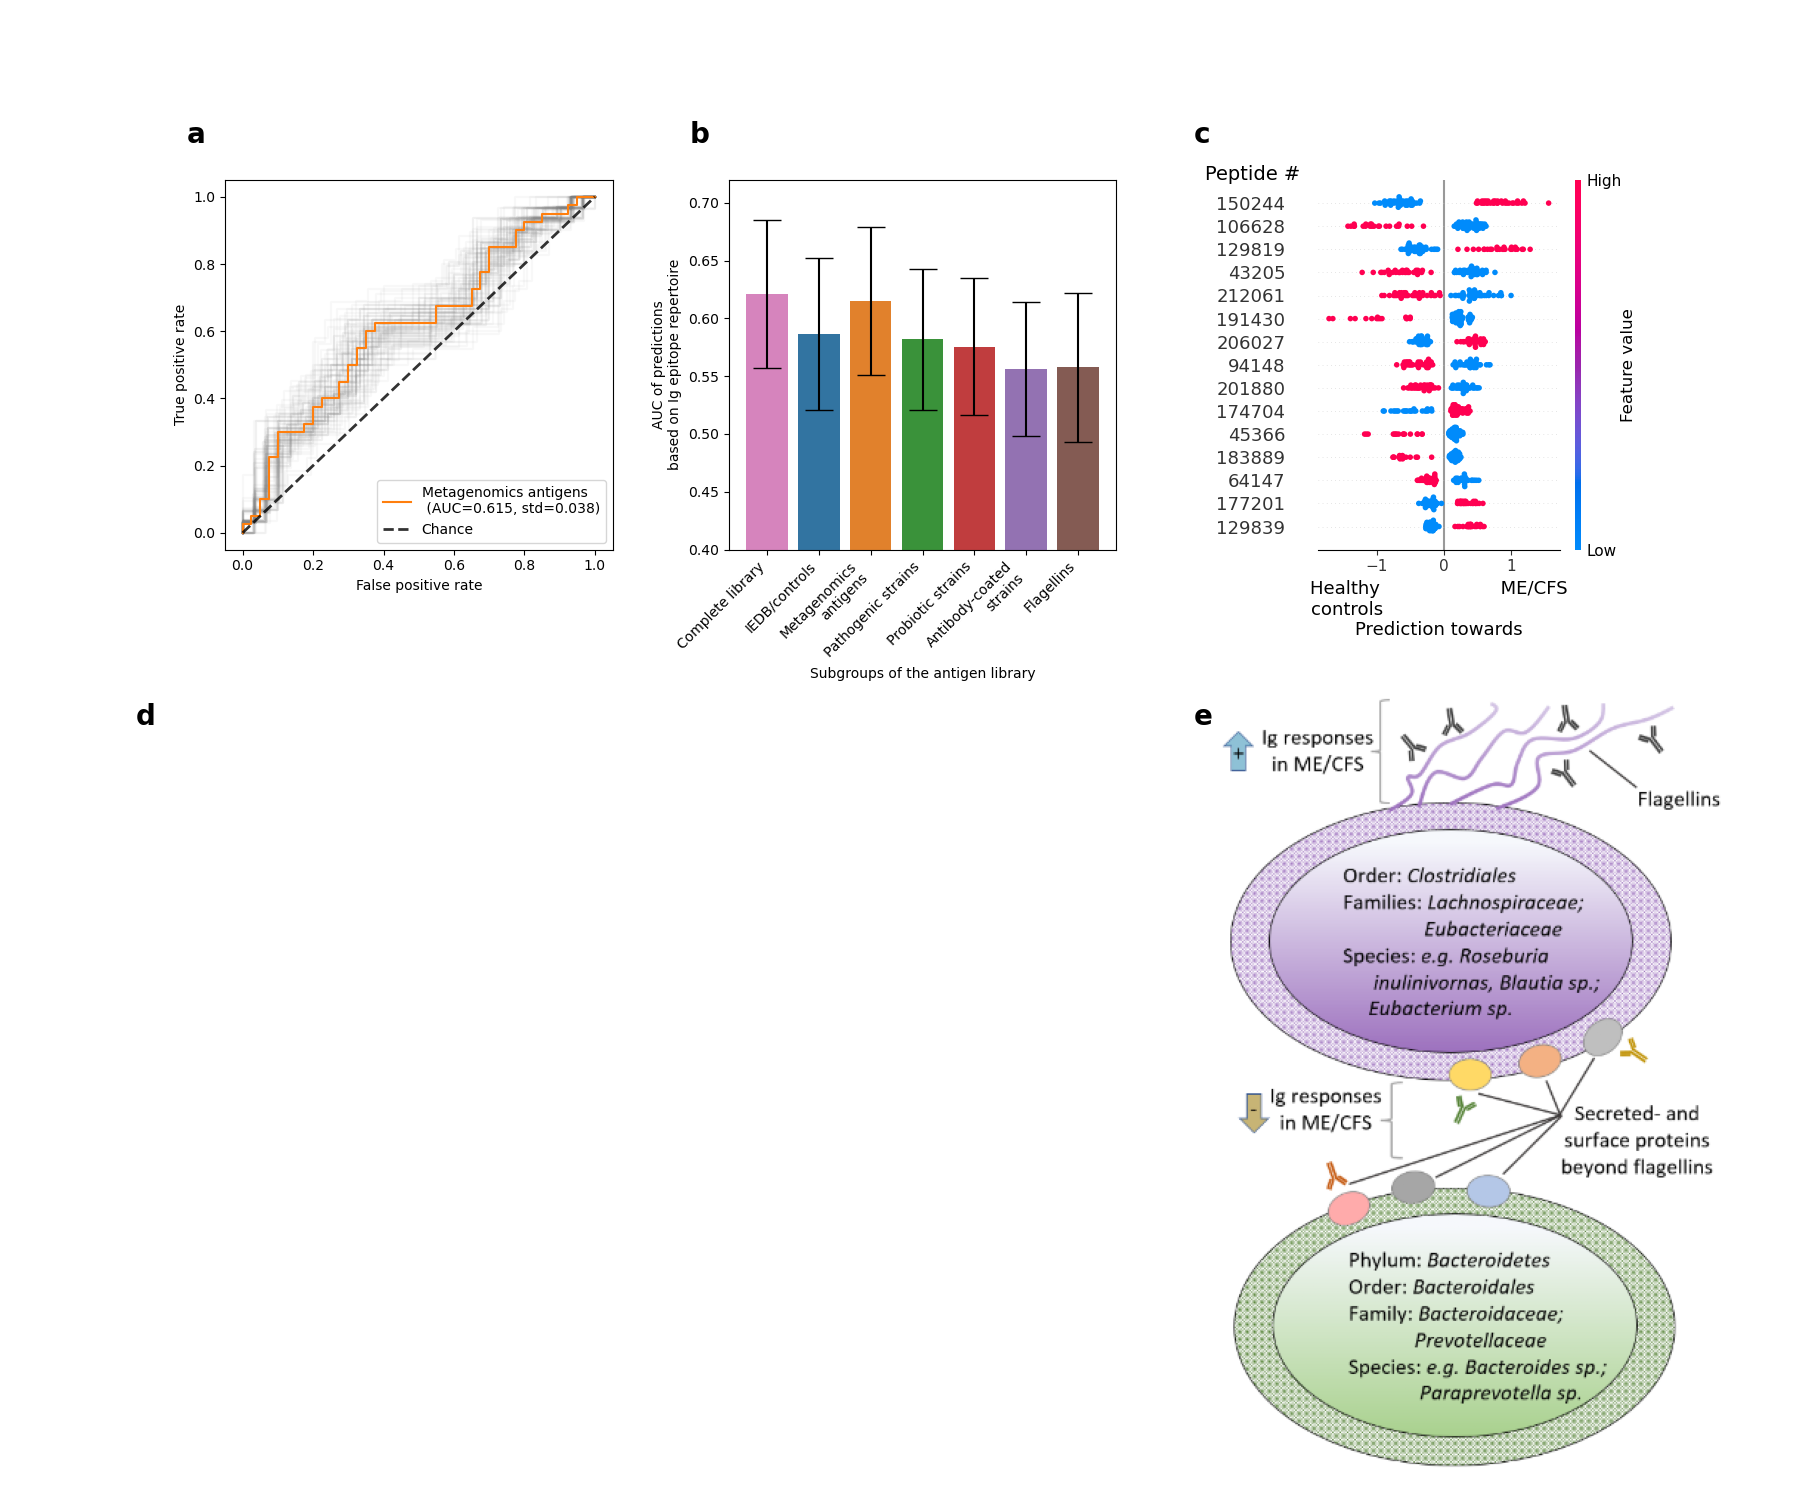 a
1.0
0.8
0.6
0.4
0.2
0.0
True positive rate
0.0 0.2 0.4 0.6 0.8 1.0
False positive rate
Metagenomics antigens
(AUC=0.615, std=0.038)
Chance
b
0.70
0.65
0.60
0.55
0.50
0.45
0.40
AUC of predictions
based on Ig epitope repertoire
Complete library
IEDB/controls
Metagenomics
antigens
Pathogenic strains
Probiotic strains
Antibody-coated
strains
Flagellins
Subgroups of the antigen library
c
Peptide #
150244
106628
129819
43205
212061
191430
206027
94148
201880
174704
45366
183889
64147
177201
129839
−1 0 1
Healthy
controls
ME/CFS
Prediction towards
High
Low
Feature value
d
e
+
Ig responses
in ME/CFS
Flagellins
Order: Clostridiales
Families: Lachnospiraceae;
Eubacteriaceae
Species: e.g. Roseburia
inulinivornas, Blautia sp.;
Eubacterium sp.
-
Ig responses
in ME/CFS
Secreted- and
surface proteins
beyond flagellins
Phylum: Bacteroidetes
Order: Bacteroidales
Family: Bacteroidaceae;
Prevotellaceae
Species: e.g. Bacteroides sp.;
Paraprevotella sp.